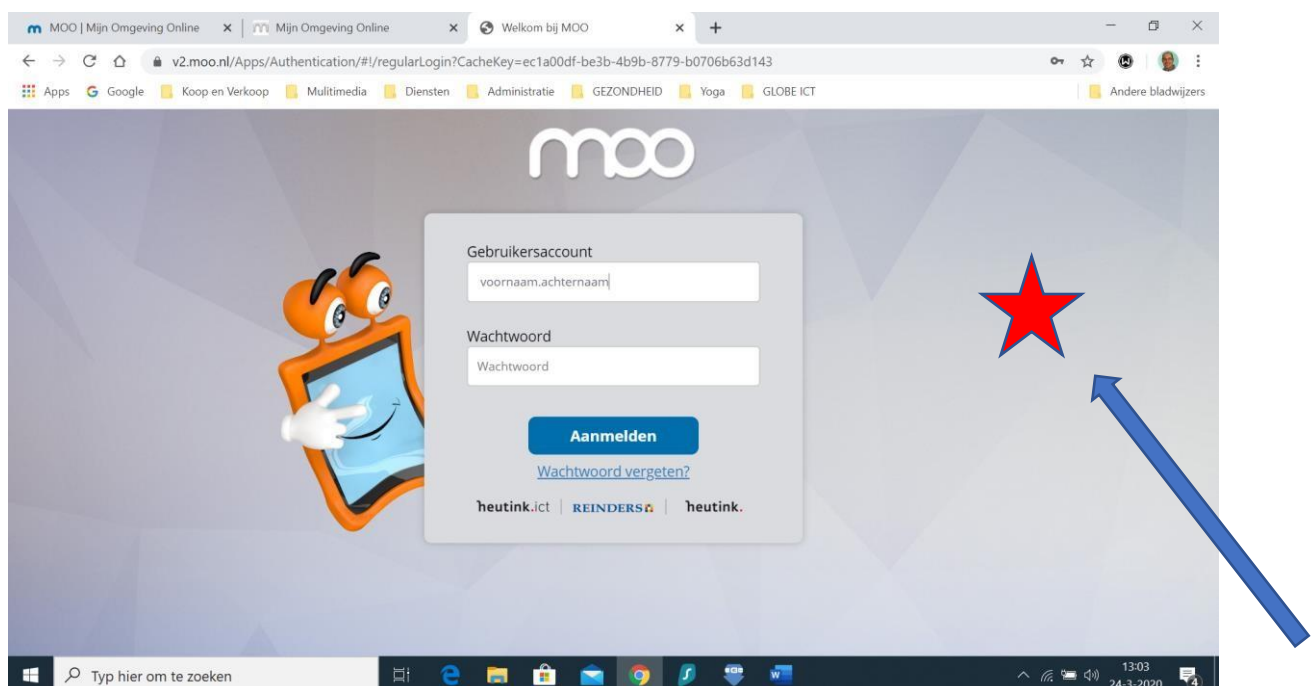 MOO | Mijn Omgeving Online
Mijn Omgeving Online
Welkom bij MOO
v2.moo.nl/Apps/Authentication/#!/regularLogin?CacheKey=ec1a00df-be3b-4b9b-8779-b0706b63d143
Apps Google Koop en Verkoop Mulitimedia Diensten Administratie GEZONDHEID Yoga GLOBE ICT Andere bladwijzers
moo
Gebruikersaccount
voornaam.achternaam
Wachtwoord
Wachtwoord
Aanmelden
Wachtwoord vergeten?
heutink.ict REINDERS heutink.
Typ hier om te zoeken
13:03
24-3-2020
4